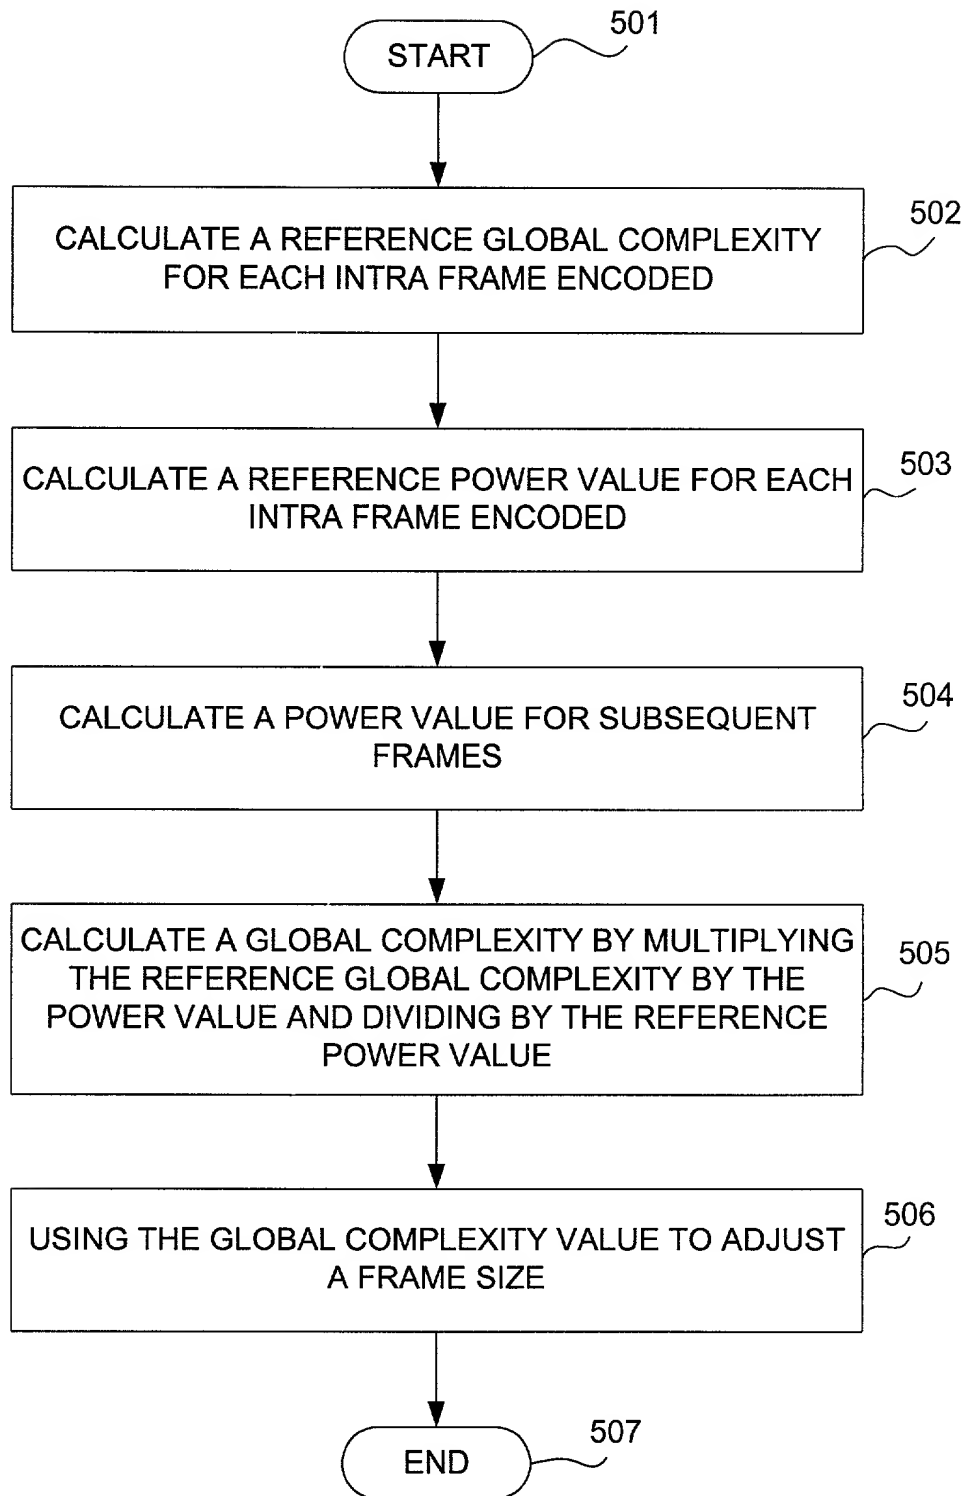 START
501
CALCULATE A REFERENCE GLOBAL COMPLEXITY
FOR EACH INTRA FRAME ENCODED
502
CALCULATE A REFERENCE POWER VALUE FOR EACH
INTRA FRAME ENCODED
503
CALCULATE A POWER VALUE FOR SUBSEQUENT
FRAMES
504
CALCULATE A GLOBAL COMPLEXITY BY MULTIPLYING
THE REFERENCE GLOBAL COMPLEXITY BY THE
POWER VALUE AND DIVIDING BY THE REFERENCE
POWER VALUE
505
USING THE GLOBAL COMPLEXITY VALUE TO ADJUST
A FRAME SIZE
506
END
507